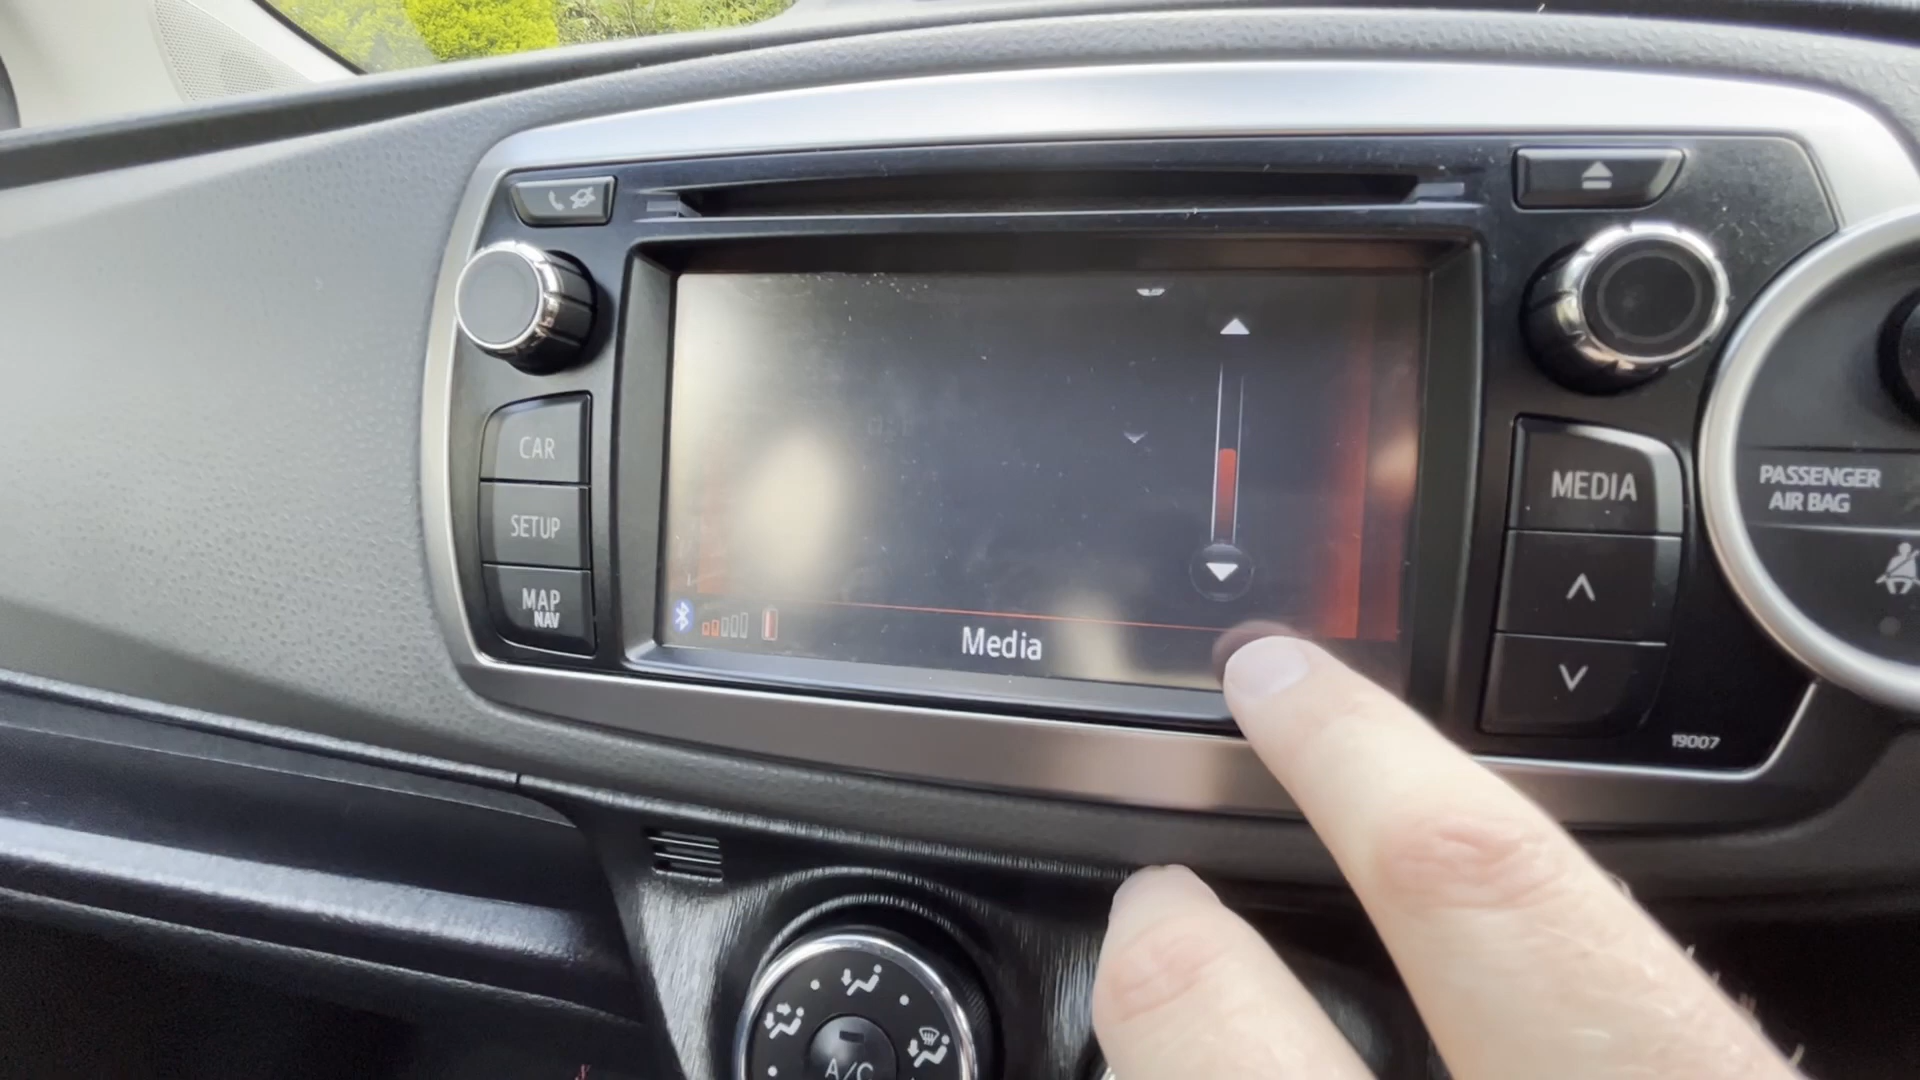 CAR
SETUP
MAP
NAV
Media
MEDIA
19007
PASSENGER
AIR BAG
A/C